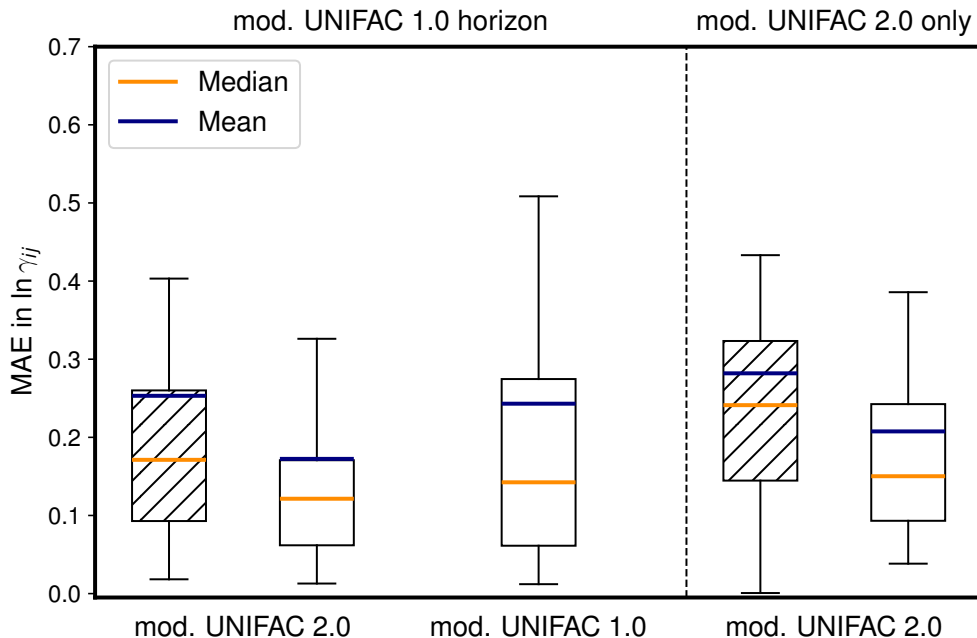 mod. UNIFAC 1.0 horizon mod. UNIFAC 2.0 only
0.7
Median
Mean
0.6
0.5
0.4
0.3
0.2
0.1
0.0
MAE in ln γij
mod. UNIFAC 2.0 mod. UNIFAC 1.0 mod. UNIFAC 2.0